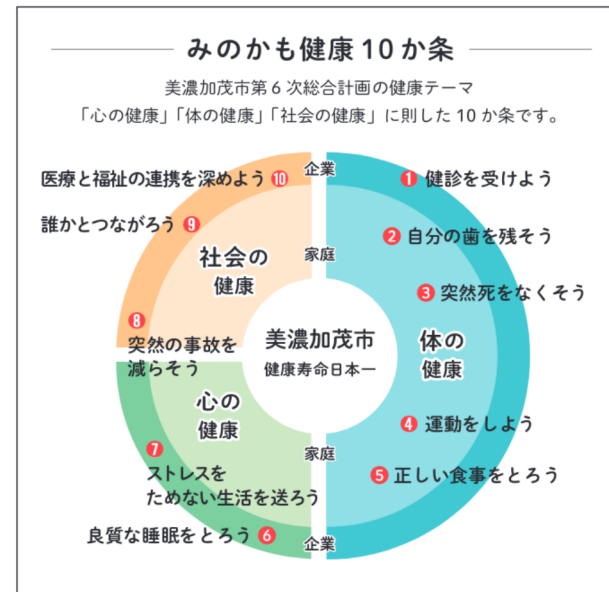 みのかも健康10か条
美濃加茂市第6次総合計画の健康テーマ
「心の健康」「体の健康」「社会の健康」に則した10か条です。
企業
家庭
❶ 健診を受けよう
❷ 自分の歯を残そう
❸ 突然死をなくそう
体の
健康
❹ 運動をしよう
❺ 正しい食事をとろう
美濃加茂市
健康寿命日本一
家庭
企業
良質な睡眠をとろう ❻
❼
ストレスを
ためない生活を送ろう
心の
健康
❽
突然の事故を
減らそう
誰かとつながろう ❾
医療と福祉の連携を深めよう ❿
社会の
健康